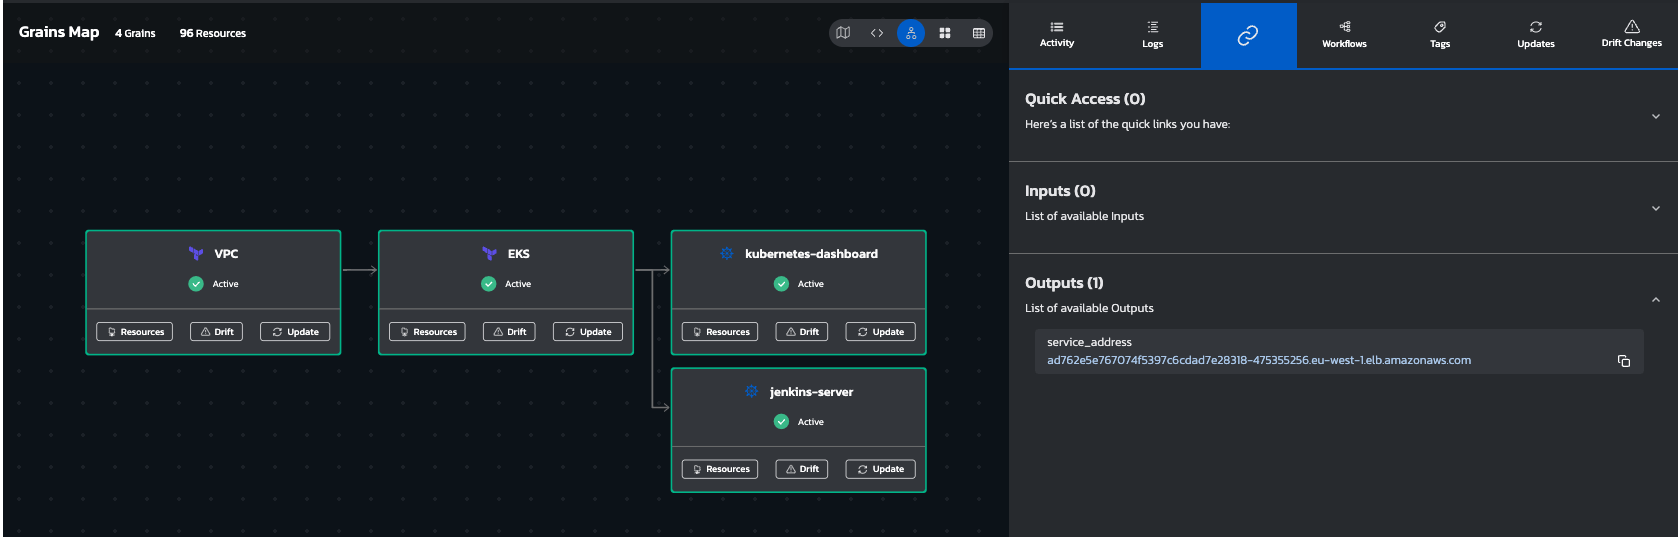 Grains Map 4 Grains 96 Resources
Activity
Logs
Workflows
Tags
Updates
Drift Changes
Quick Access (0)
Here's a list of the quick links you have:
Inputs (0)
List of available Inputs
Outputs (1)
List of available Outputs
service_address
ad762e5e767074f5397c6cdad7e28318-475355256.eu-west-1.elb.amazonaws.com
VPC
Active
Resources Drift Update
EKS
Active
Resources Drift Update
kubernetes-dashboard
Active
Resources Drift Update
jenkins-server
Active
Resources Drift Update